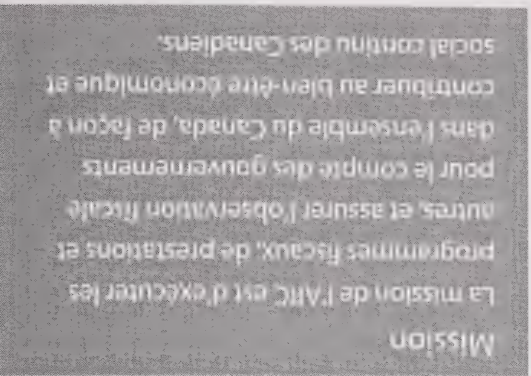 Mission
La mission de l'ARC est d'exécuter les
programmes fiscaux, de prestations et
autres, et assurer l'observation fiscale
pour le compte des gouvernements
dans l'ensemble du Canada, de façon à
contribuer au bien-être économique et
social continu des Canadiens.